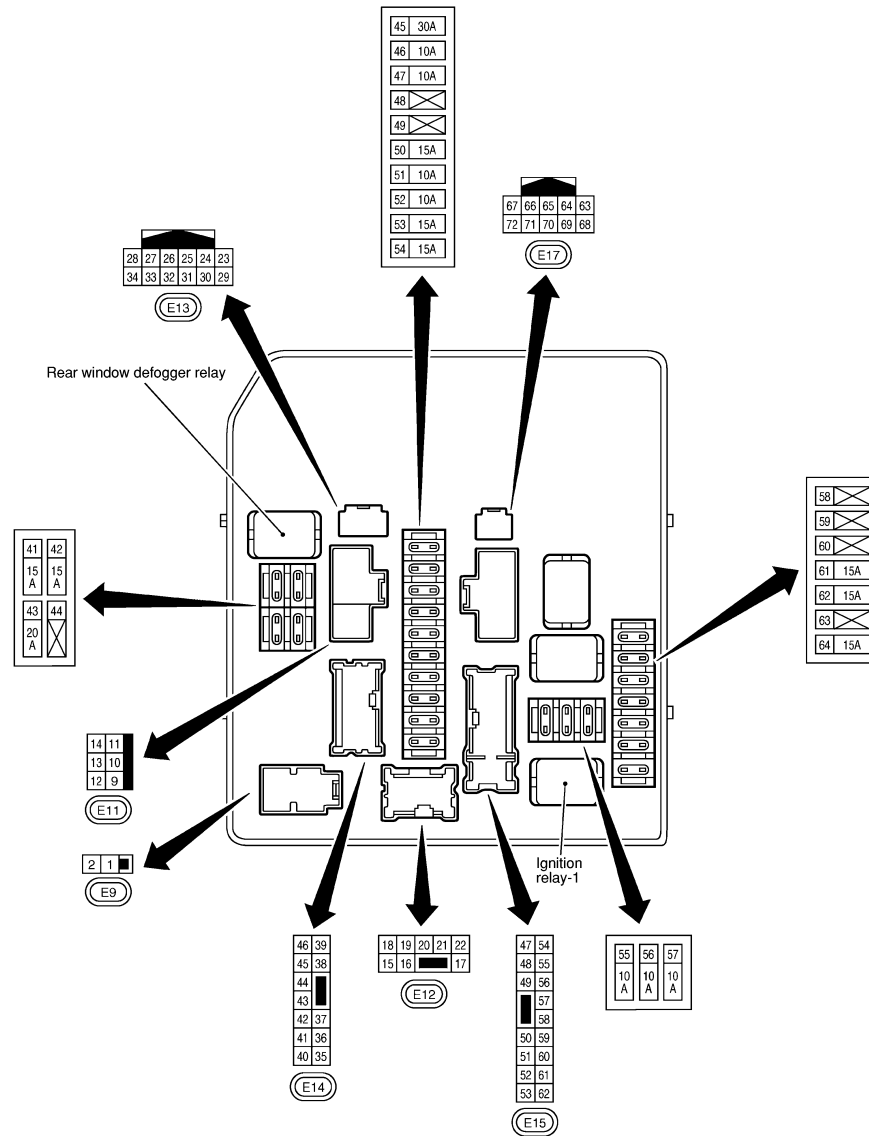 45 30A
46 10A
47 10A
48
49
50 15A
51 10A
52 10A
53 15A
54 15A
67 66 65 64 63
72 71 70 69 68
E17
28 27 26 25 24 23
34 33 32 31 30 29
E13
Rear window defogger relay
58
59
60
61 15A
62 15A
63
64 15A
41 42
15 15
A A
43 44
20
A
14 11
13 10
12 9
E11
2 1
E9
Ignition
relay-1
46 39
45 38
44
43
42 37
41 36
40 35
E14
18 19 20 21 22
15 16 17
E12
47 54
48 55
49 56
57
58
50 59
51 60
52 61
53 62
E15
55 56 57
10 10 10
A A A